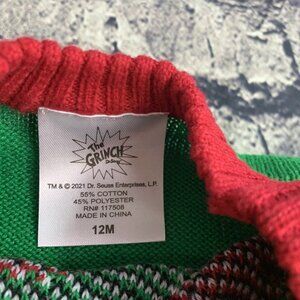 The
GRINCH
TM & © 2021 Dr. Seuss Enterprises, L.P.
55% COTTON
45% POLYESTER
RN# 117508
MADE IN CHINA
12M